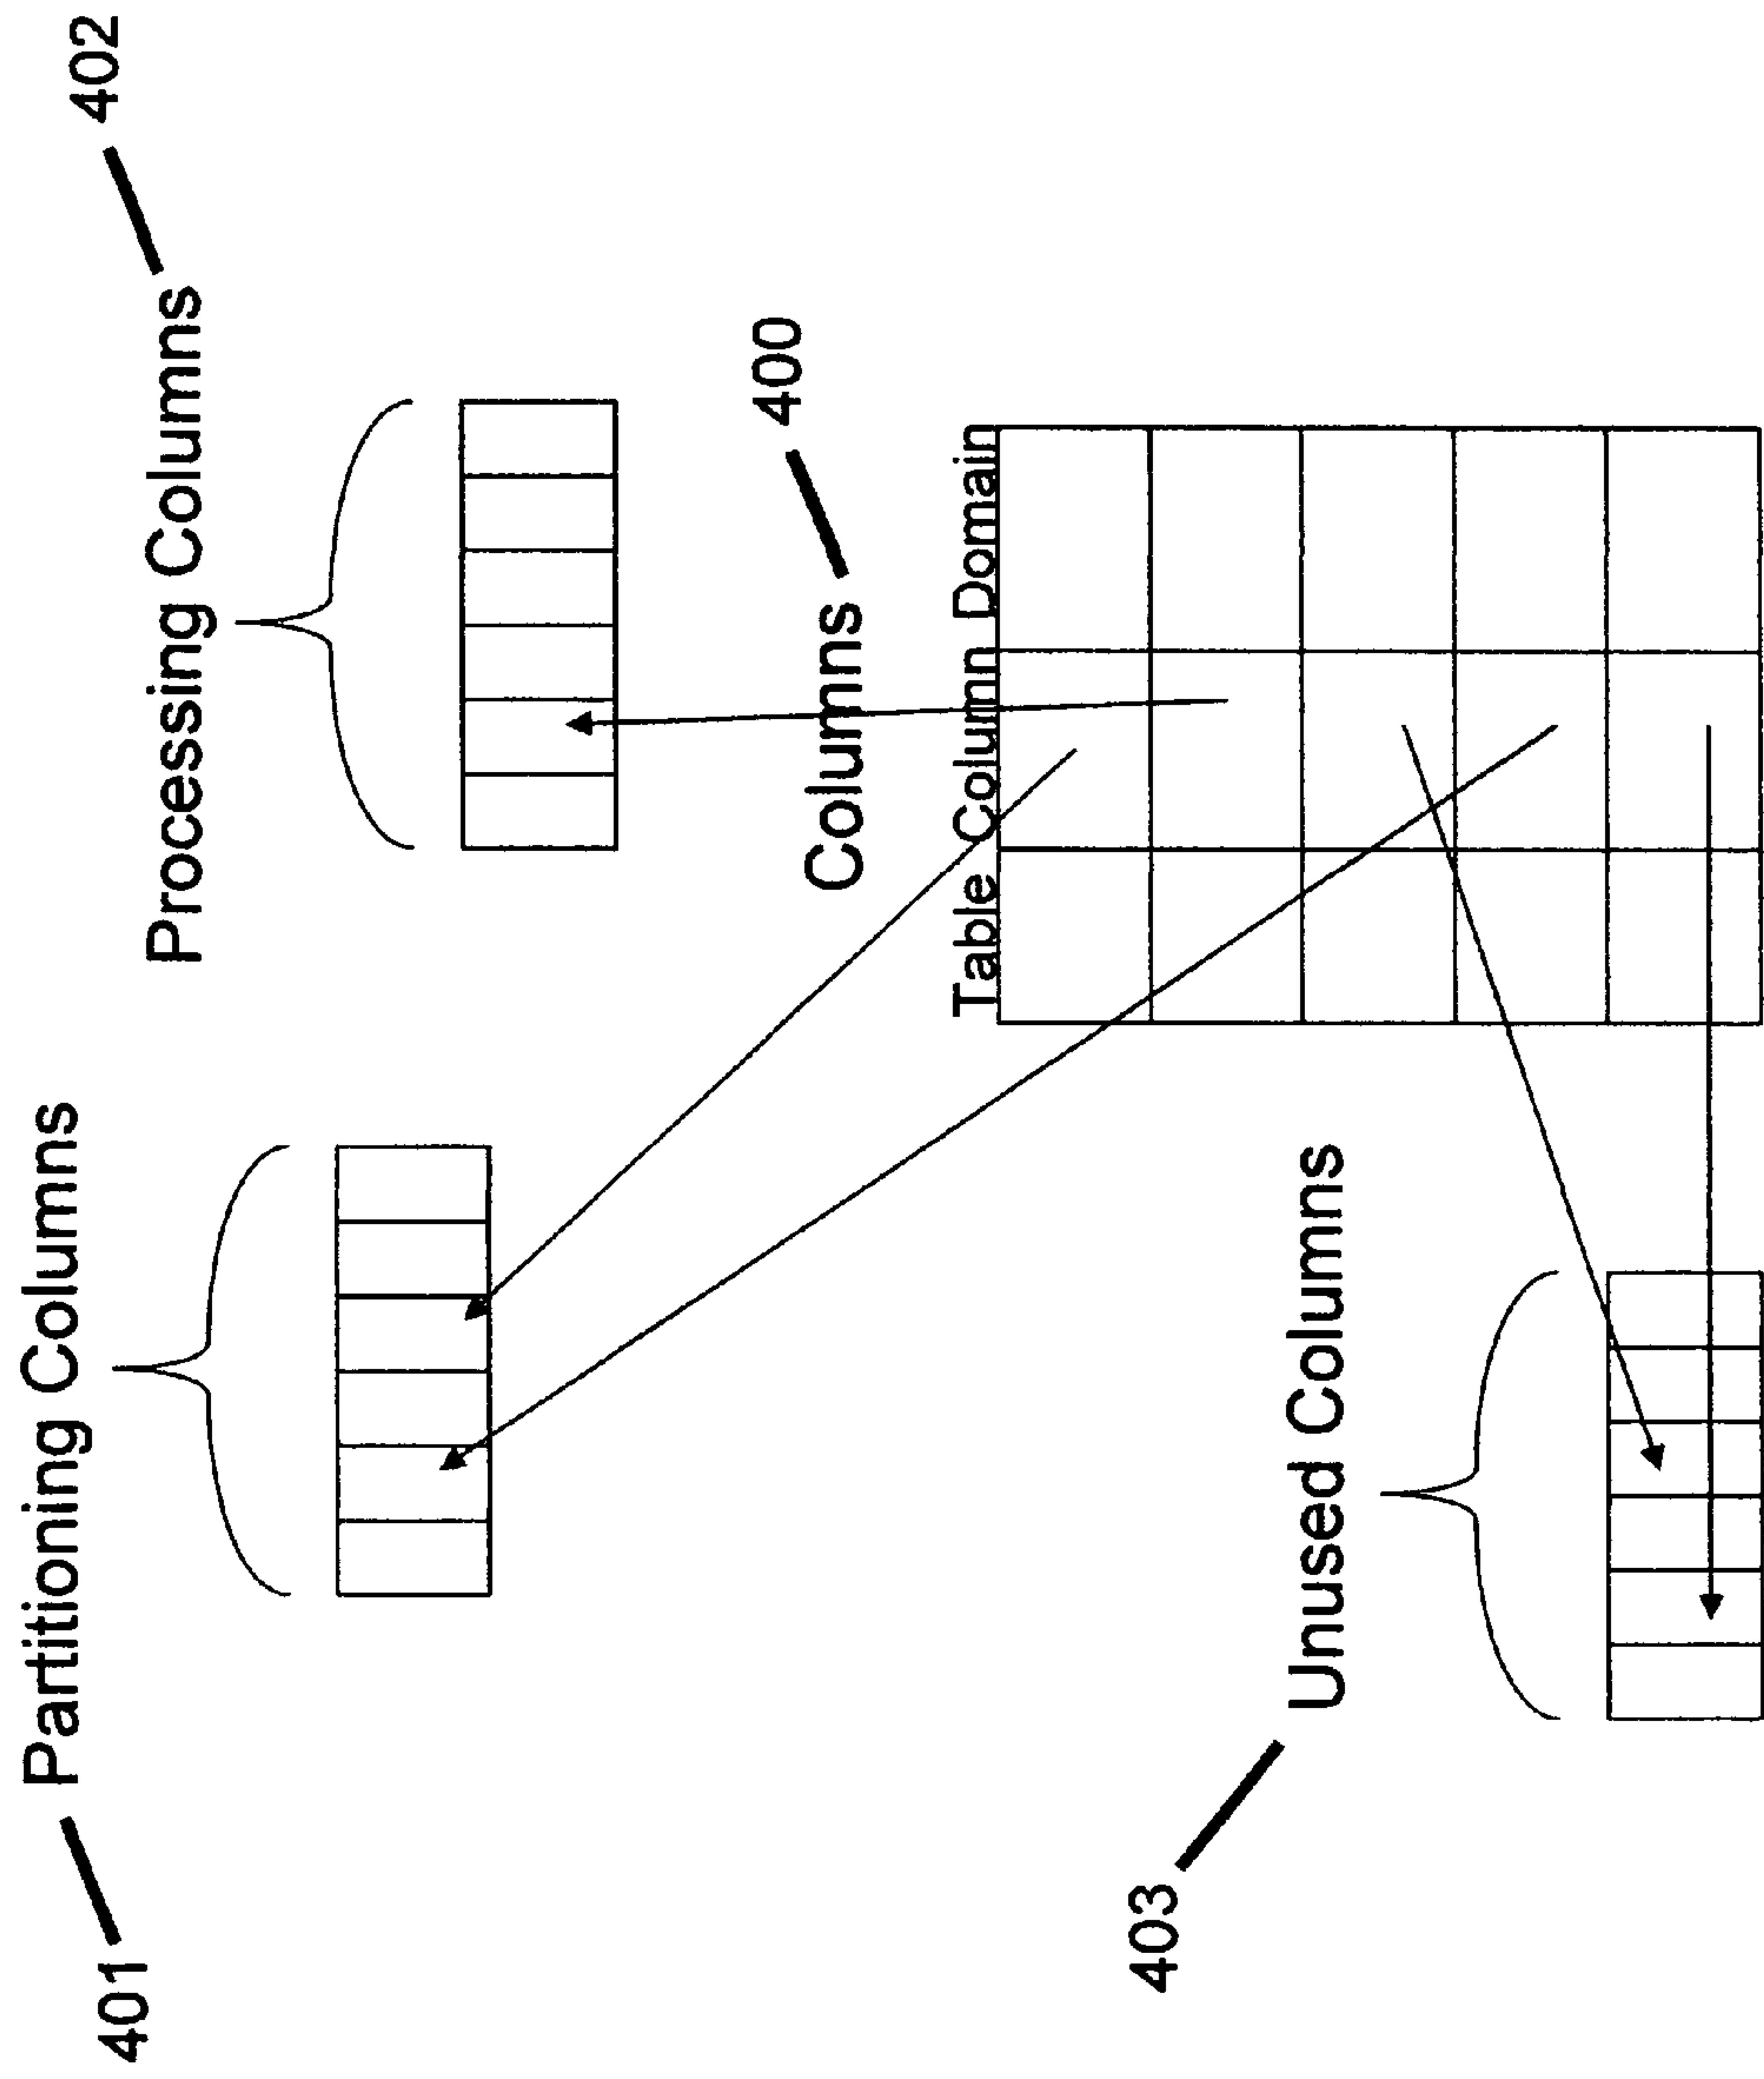 401
Partitioning Columns
402
Processing Columns
400
Columns
Table Column Domain
403
Unused Columns